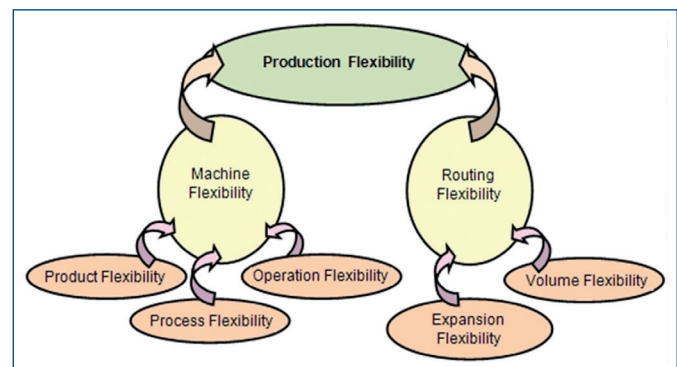 Production Flexibility
Machine
Flexibility
Routing
Flexibility
Product Flexibility
Operation Flexibility
Volume Flexibility
Process Flexibility
Expansion
Flexibility